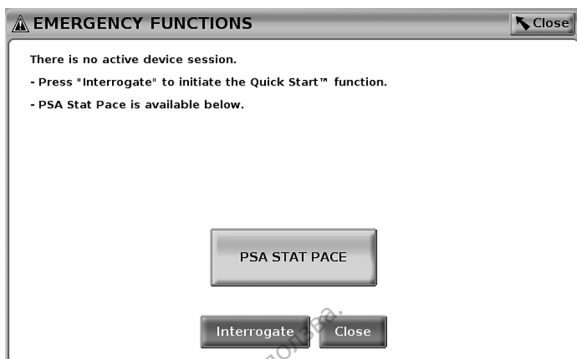 EMERGENCY FUNCTIONS
Close
There is no active device session.
- Press "Interrogate" to initiate the Quick Start™ function.
- PSA Stat Pace is available below.
PSA STAT PACE
Interrogate
Close